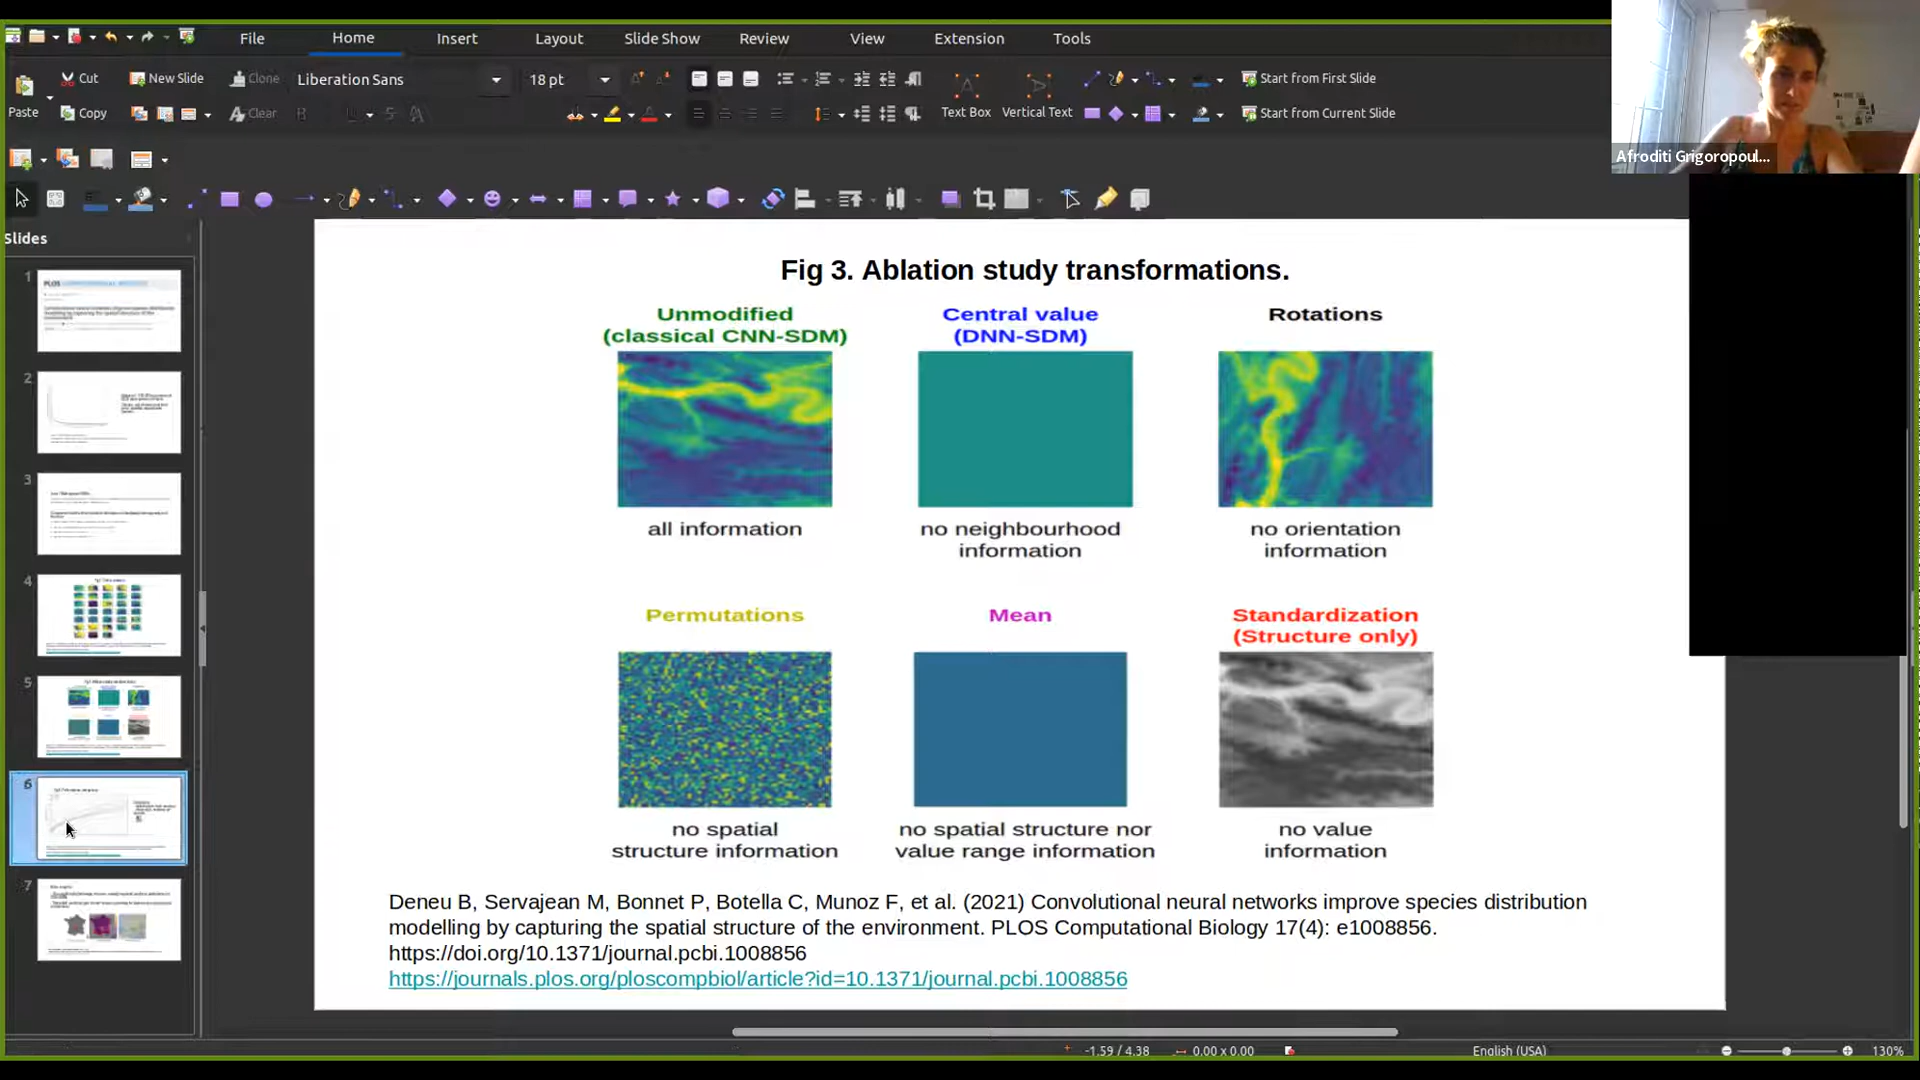 File Home Insert Layout Slide Show Review View Extension Tools
Cut New Slide Clone Liberation Sans 18 pt Start from First Slide
Paste Copy Clear Text Box Vertical Text Start from Current Slide
Afroditi Grigoropoul...
Slides
1
2
3
4
5
6
7
Fig 3. Ablation study transformations.
Unmodified
(classical CNN-SDM)
all information
Central value
(DNN-SDM)
no neighbourhood
information
Rotations
no orientation
information
Permutations
no spatial
structure information
Mean
no spatial structure nor
value range information
Standardization
(Structure only)
no value
information
Deneu B, Servajean M, Bonnet P, Botella C, Munoz F, et al. (2021) Convolutional neural networks improve species distribution
modelling by capturing the spatial structure of the environment. PLOS Computational Biology 17(4): e1008856.
https://doi.org/10.1371/journal.pcbi.1008856
https://journals.plos.org/ploscompbiol/article?id=10.1371/journal.pcbi.1008856
-1.59 / 4.38 0.00 x 0.00 English (USA) 130%